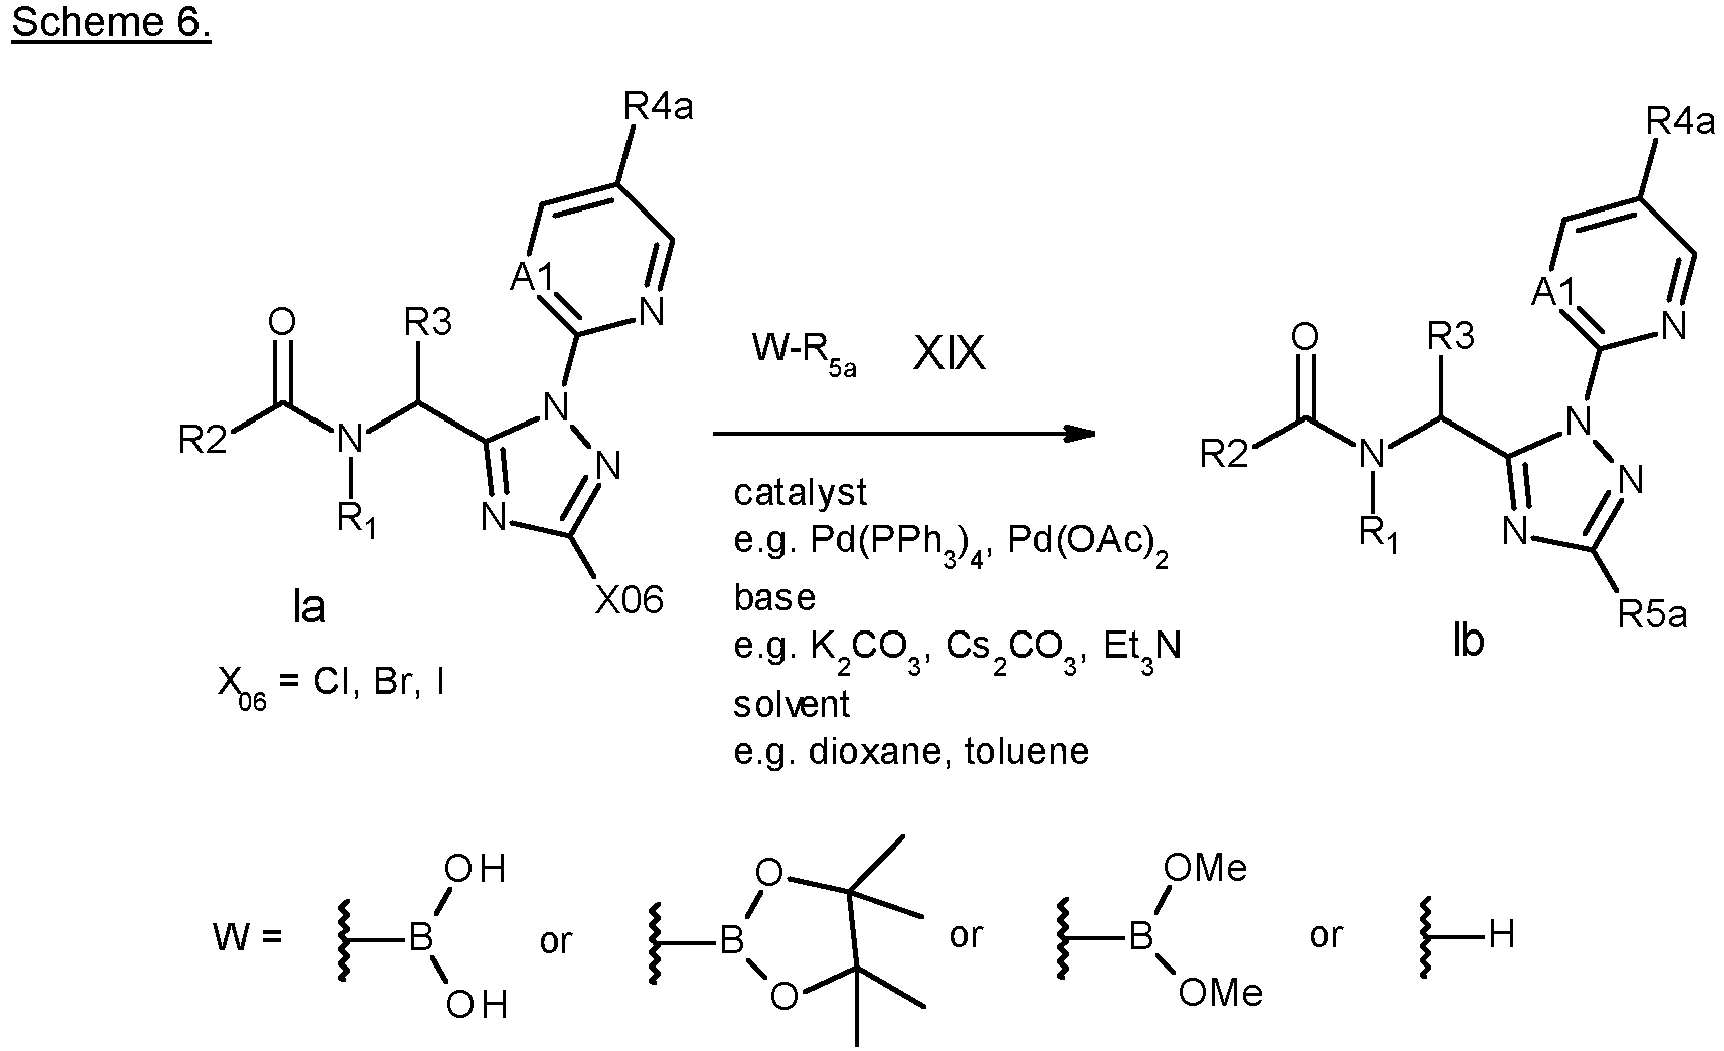 Scheme 6.
R4a
A1
N
O
R3
R2
N
R₁
N
N
N
X06
Ia
X₀₆ = Cl, Br, I
W-R₅ₐ XIX
catalyst
e.g. Pd(PPh₃)₄, Pd(OAc)₂
base
e.g. K₂CO₃, Cs₂CO₃, Et₃N
solvent
e.g. dioxane, toluene
R4a
A1
N
O
R3
R2
N
R₁
N
N
N
R5a
Ib
W =
B
OH
OH
or
B
O
O
or
B
OMe
OMe
or
H